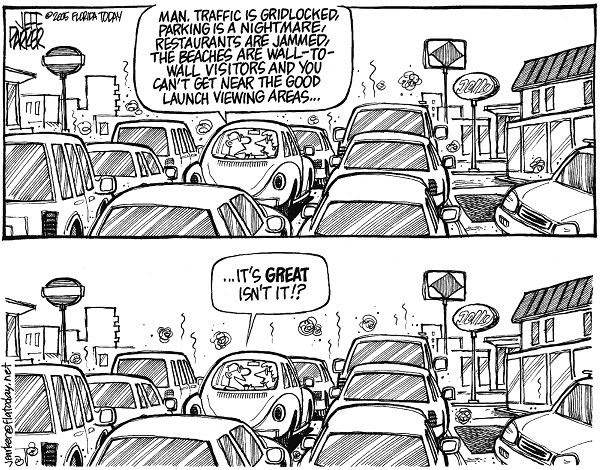 JEFF
PARKER
©2005 FLORIDA TODAY
MAN, TRAFFIC IS GRIDLOCKED,
PARKING IS A NIGHTMARE,
RESTAURANTS ARE JAMMED,
THE BEACHES ARE WALL-TO-
WALL VISITORS AND YOU
CAN'T GET NEAR THE GOOD
LAUNCH VIEWING AREAS...
...IT'S GREAT
ISN'T IT!?
jparker@flatoday.net